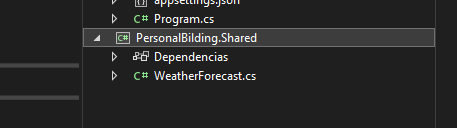 appsettings.json
C# Program.cs
C# PersonalBilding.Shared
Dependencias
C# WeatherForecast.cs